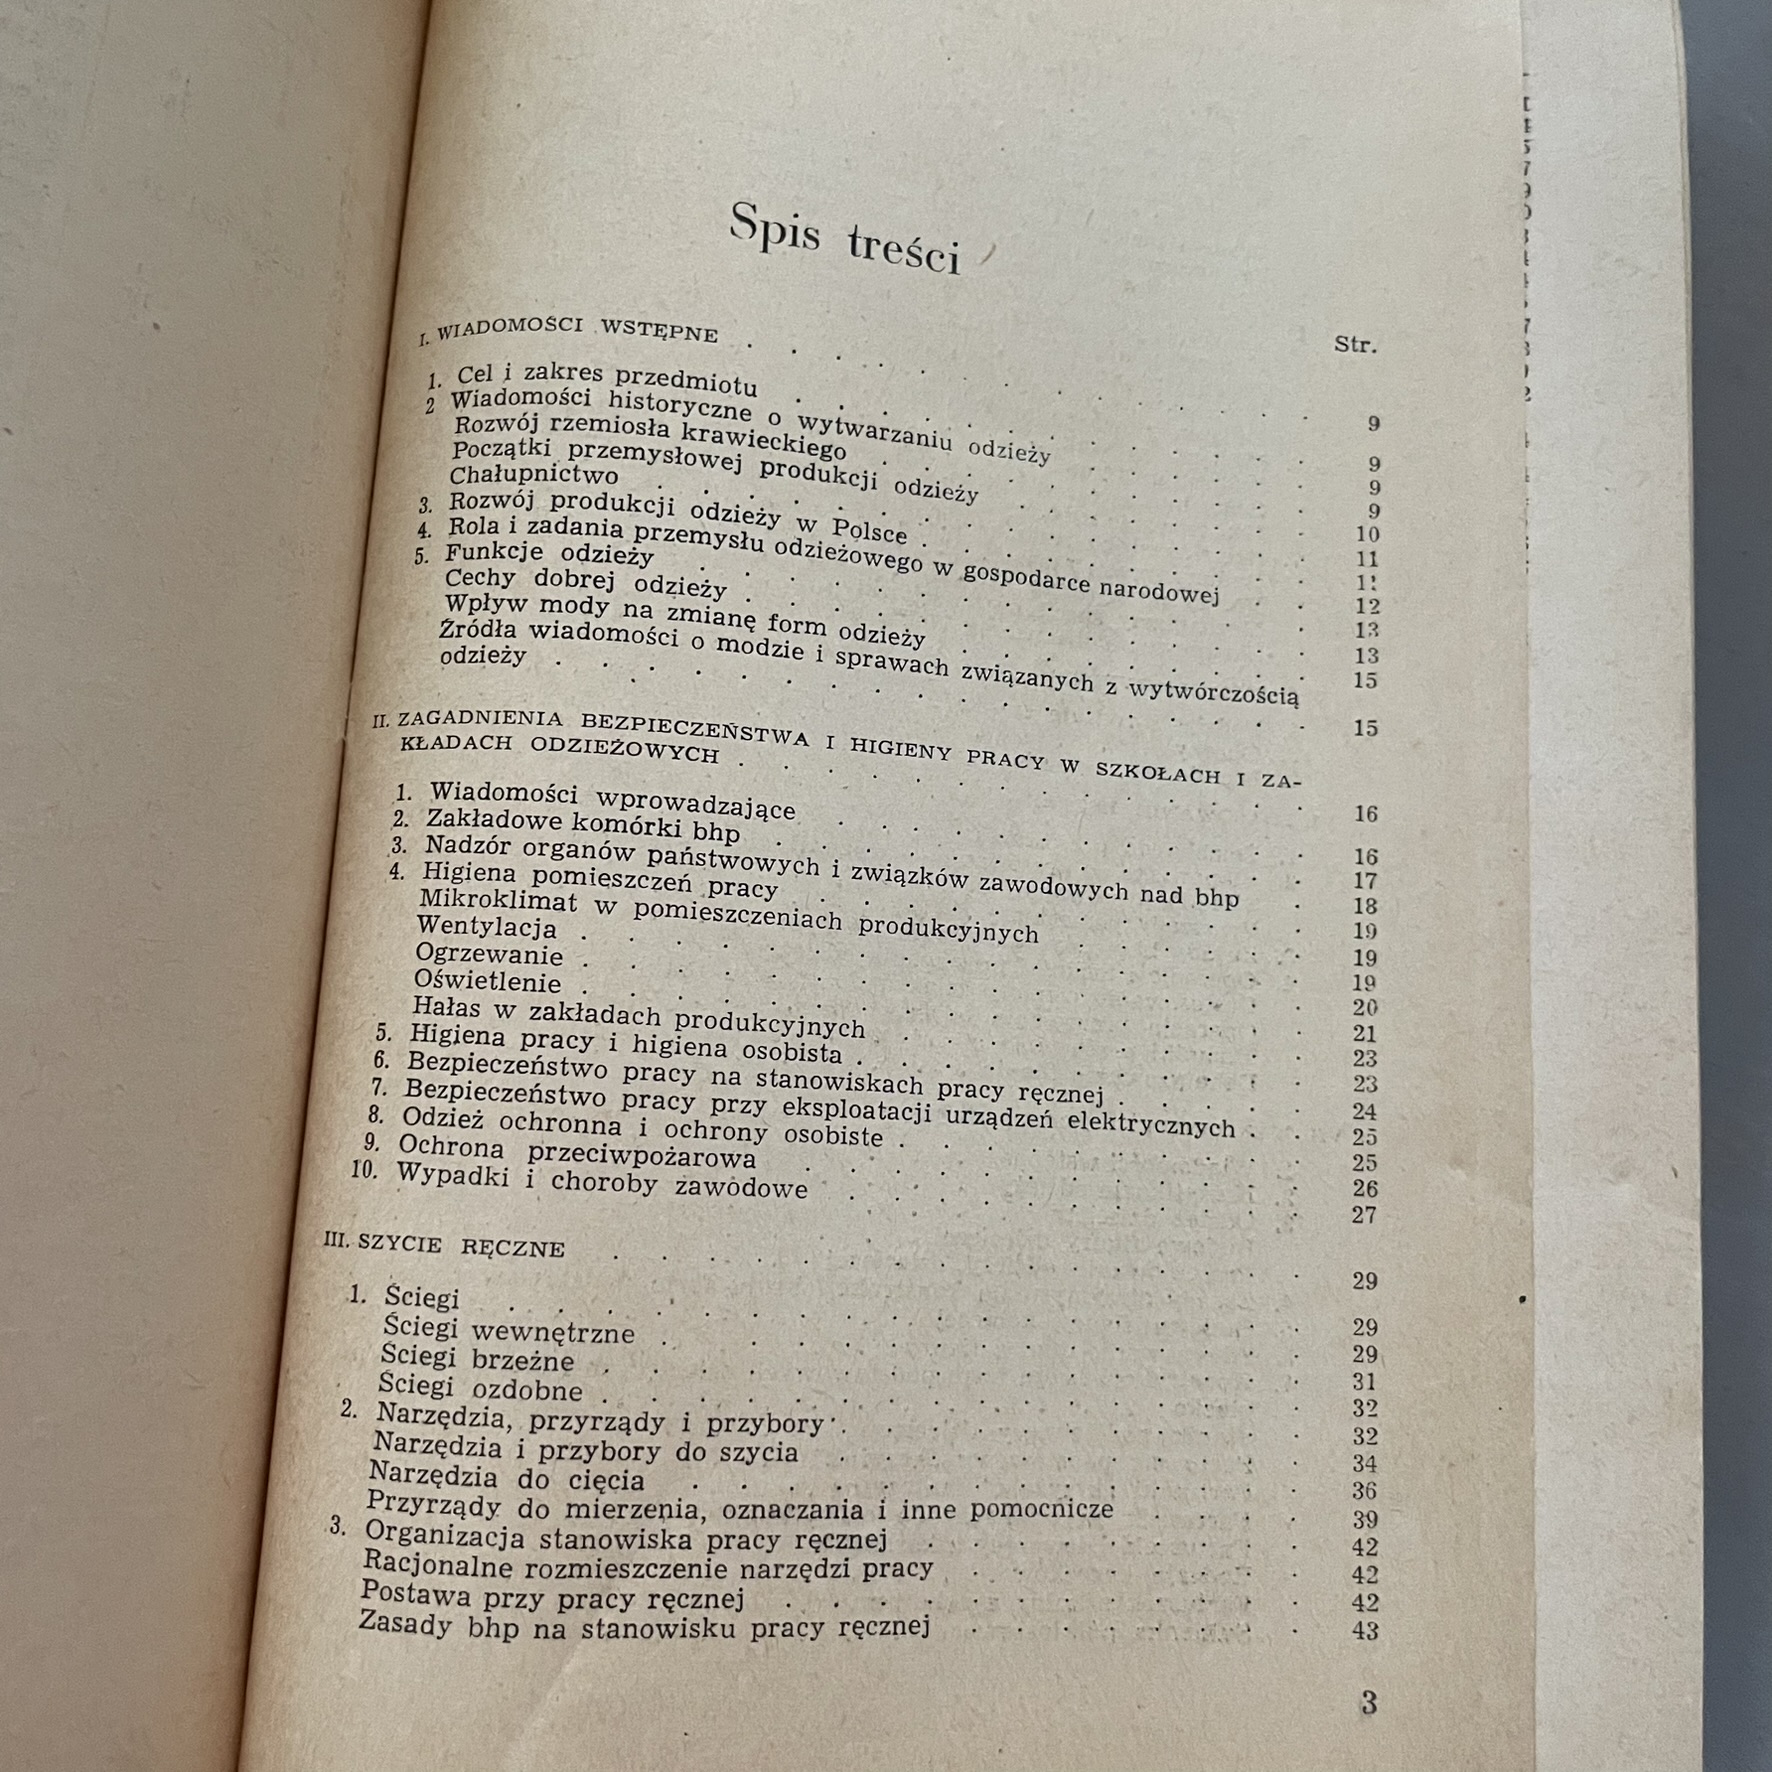 Spis treści
Str.
I. WIADOMOŚCI WSTĘPNE . . . . . . . . . . . . . 9
1. Cel i zakres przedmiotu . . . . . . . . . . . . 9
2 Wiadomości historyczne o wytwarzaniu odzieży . . . . . 9
Rozwój rzemiosła krawieckiego . . . . . . . . . . 9
Początki przemysłowej produkcji odzieży . . . . . . . 10
Chałupnictwo . . . . . . . . . . . . . . . 11
3. Rozwój produkcji odzieży w Polsce . . . . . . . . . 11
4. Rola i zadania przemysłu odzieżowego w gospodarce narodowej . . 12
5. Funkcje odzieży . . . . . . . . . . . . . . 13
Cechy dobrej odzieży . . . . . . . . . . . . . 13
Wpływ mody na zmianę form odzieży . . . . . . . . 15
Źródła wiadomości o modzie i sprawach związanych z wytwórczością
odzieży . . . . . . . . . . . . . . . . . 15
II. ZAGADNIENIA BEZPIECZEŃSTWA I HIGIENY PRACY W SZKOŁACH I ZA-
KŁADACH ODZIEŻOWYCH . . . . . . . . . . . . . 16
1. Wiadomości wprowadzające . . . . . . . . . . . 16
2. Zakładowe komórki bhp . . . . . . . . . . . . 17
3. Nadzór organów państwowych i związków zawodowych nad bhp . 18
4. Higiena pomieszczeń pracy . . . . . . . . . . . 19
Mikroklimat w pomieszczeniach produkcyjnych . . . . . . 19
Wentylacja . . . . . . . . . . . . . . . . 19
Ogrzewanie . . . . . . . . . . . . . . . . 20
Oświetlenie . . . . . . . . . . . . . . . . 21
Hałas w zakładach produkcyjnych . . . . . . . . . . 23
5. Higiena pracy i higiena osobista . . . . . . . . . . 23
6. Bezpieczeństwo pracy na stanowiskach pracy ręcznej . . . . . 24
7. Bezpieczeństwo pracy przy eksploatacji urządzeń elektrycznych . . 25
8. Odzież ochronna i ochrony osobiste . . . . . . . . . 25
9. Ochrona przeciwpożarowa . . . . . . . . . . . 26
10. Wypadki i choroby zawodowe . . . . . . . . . . 27
III. SZYCIE RĘCZNE . . . . . . . . . . . . . . . 29
1. Ściegi . . . . . . . . . . . . . . . . . 29
Ściegi wewnętrzne . . . . . . . . . . . . . . 29
Ściegi brzeżne . . . . . . . . . . . . . . . 31
Ściegi ozdobne . . . . . . . . . . . . . . . 32
2. Narzędzia, przyrządy i przybory . . . . . . . . . . 32
Narzędzia i przybory do szycia . . . . . . . . . . 34
Narzędzia do cięcia . . . . . . . . . . . . . . 36
Przyrządy do mierzenia, oznaczania i inne pomocnicze . . . . 39
3. Organizacja stanowiska pracy ręcznej . . . . . . . . . 42
Racjonalne rozmieszczenie narzędzi pracy . . . . . . . . 42
Postawa przy pracy ręcznej . . . . . . . . . . . . 42
Zasady bhp na stanowisku pracy ręcznej . . . . . . . . 43
3